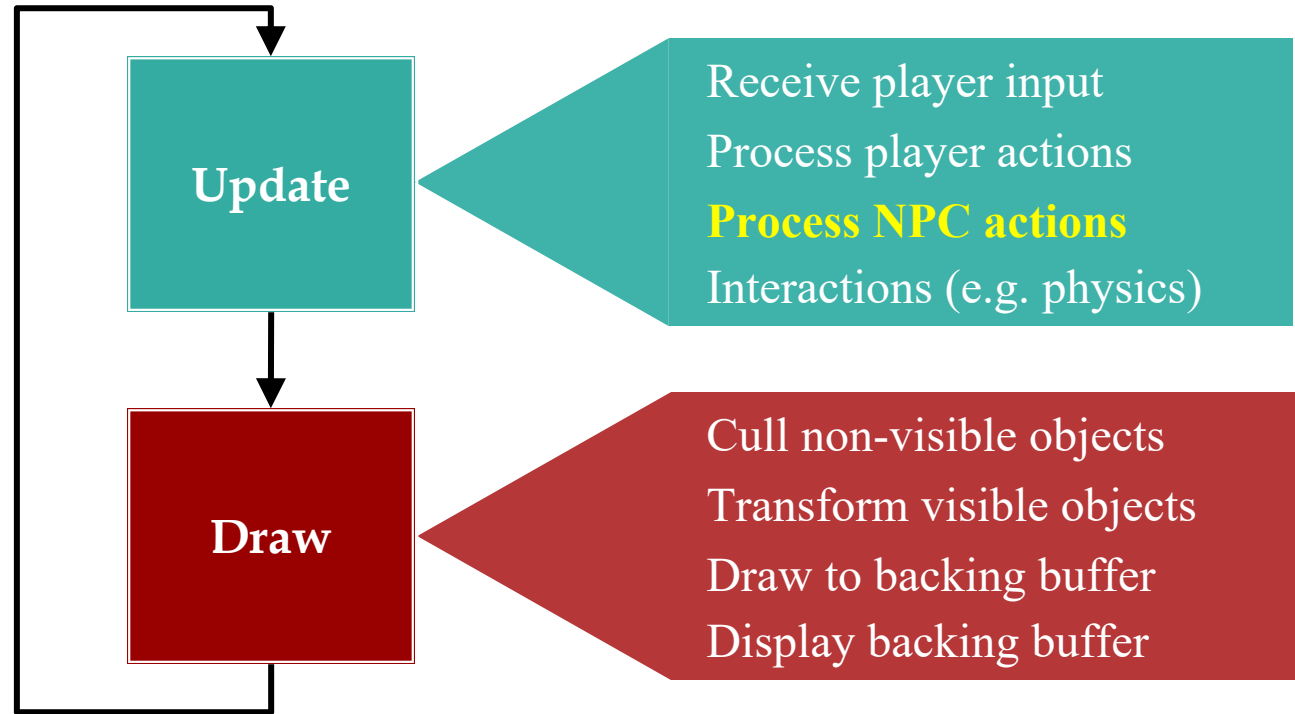 Update
Receive player input
Process player actions
Process NPC actions
Interactions (e.g. physics)
Draw
Cull non-visible objects
Transform visible objects
Draw to backing buffer
Display backing buffer